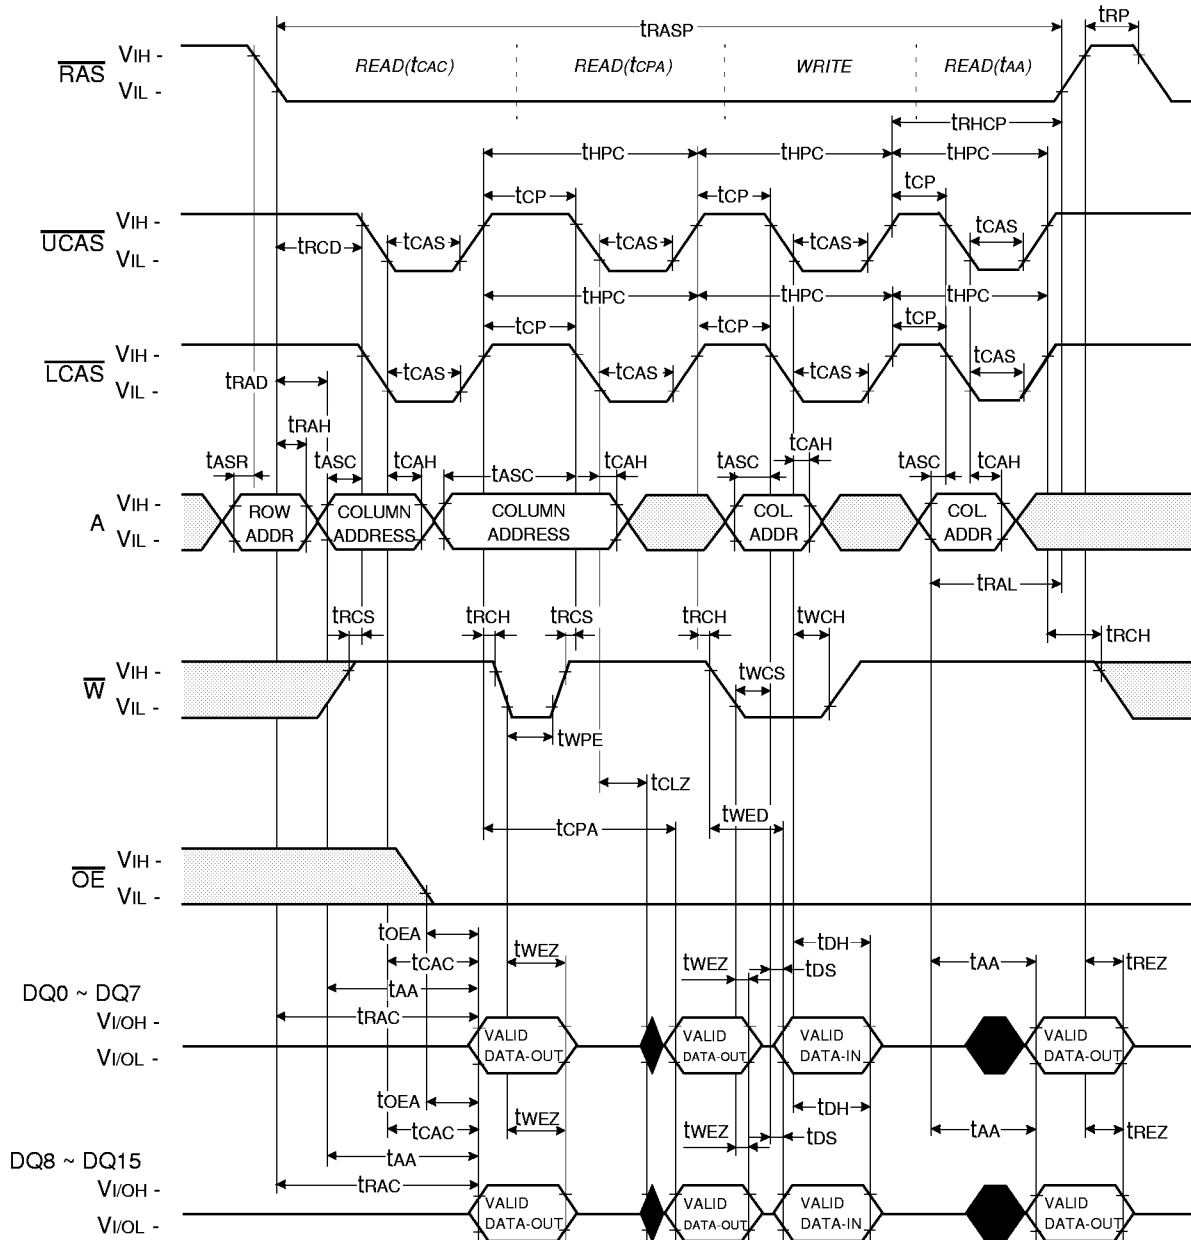 tRASP tRP
RAS VIH - VIL -
READ(tCAC) READ(tCPA) WRITE READ(tAA)
tRHCP
tHPC tHPC tHPC
tCP tCP tCP
UCAS VIH - VIL -
tRCD tCAS tCAS tCAS tCAS
tHPC tHPC tHPC
tCP tCP tCP
LCAS VIH - VIL -
tCAS tCAS tCAS tCAS
tRAD
tRAH
tASR tASC tCAH tASC tCAH tASC tCAH tASC tCAH
A VIH - VIL -
ROW ADDR
COLUMN ADDRESS
COLUMN ADDRESS
COL. ADDR
COL. ADDR
tRAL
tRCS tRCH tRCS tRCH tWCH tRCH
W VIH - VIL -
tWCS
tWPE
tCLZ
tCPA tWED
OE VIH - VIL -
tOEA tWEZ tWEZ tDH
tCAC tDS tAA tREZ
tAA
DQ0 ~ DQ7
tRAC
VI/OH -
VI/OL -
VALID DATA-OUT
VALID DATA-OUT
VALID DATA-IN
VALID DATA-OUT
tOEA tWEZ tWEZ tDH
tCAC tDS tAA tREZ
tAA
DQ8 ~ DQ15
tRAC
VI/OH -
VI/OL -
VALID DATA-OUT
VALID DATA-OUT
VALID DATA-IN
VALID DATA-OUT